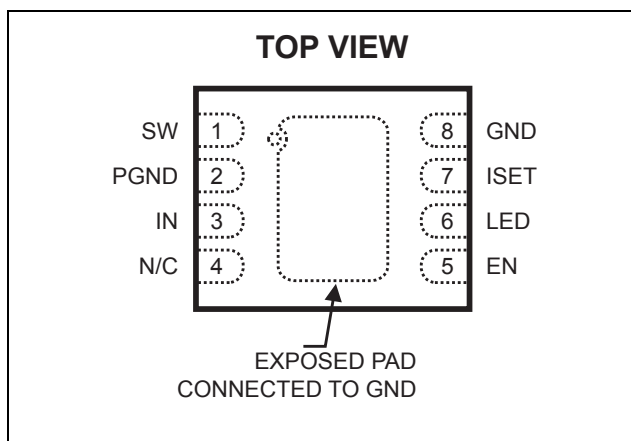 TOP VIEW
SW 1 8 GND
PGND 2 7 ISET
IN 3 6 LED
N/C 4 5 EN
EXPOSED PAD
CONNECTED TO GND